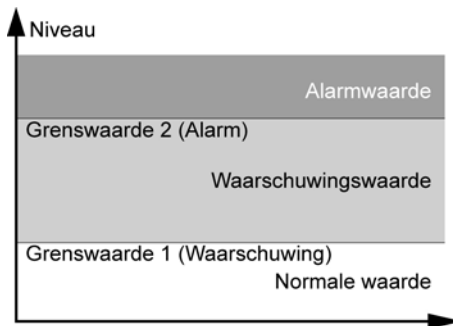 Niveau
Alarmwaarde
Grenswaarde 2 (Alarm)
Waarschuwingswaarde
Grenswaarde 1 (Waarschuwing)
Normale waarde